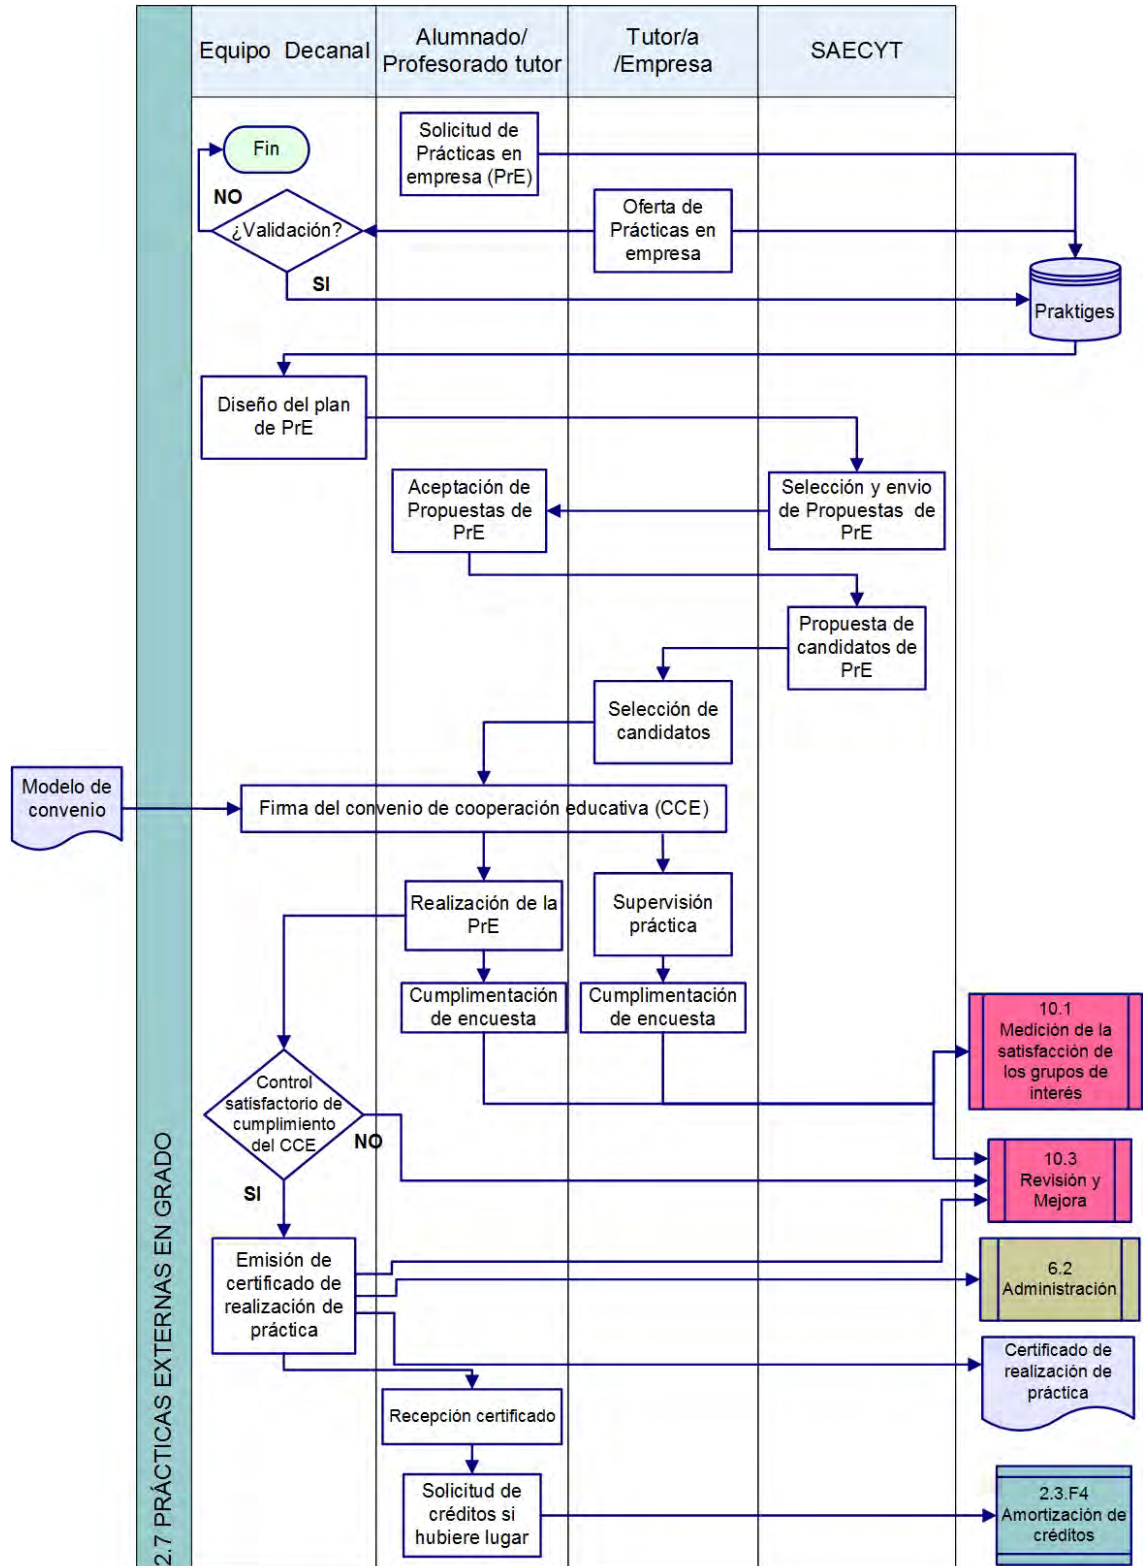 Equipo Decanal
Alumnado/
Profesorado tutor
Tutor/a
/Empresa
SAECYT
Solicitud de
Prácticas en
empresa (PrE)
Fin
NO
¿Validación?
SI
Oferta de
Prácticas en
empresa
Praktiges
Diseño del plan
de PrE
Aceptación de
Propuestas de
PrE
Selección y envio
de Propuestas de
PrE
Propuesta de
candidatos de
PrE
Selección de
candidatos
Modelo de
convenio
Firma del convenio de cooperación educativa (CCE)
Realización de la
PrE
Supervisión
práctica
Cumplimentación
de encuesta
Cumplimentación
de encuesta
10.1
Medición de la
satisfacción de
los grupos de
interés
Control
satisfactorio de
cumplimiento
del CCE
NO
SI
10.3
Revisión y
Mejora
Emisión de
certificado de
realización de
práctica
6.2
Administración
Certificado de
realización de
práctica
Recepción certificado
Solicitud de
créditos si
hubiere lugar
2.3.F4
Amortización de
créditos
2.7 PRÁCTICAS EXTERNAS EN GRADO